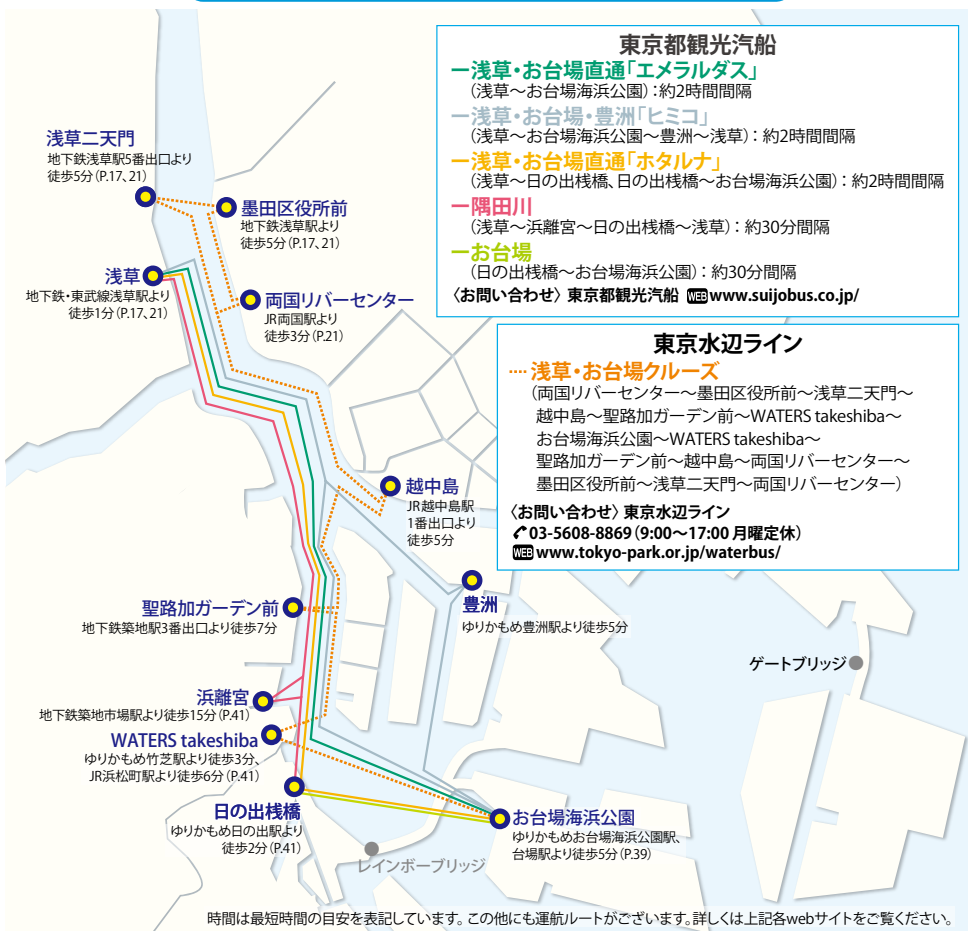 東京都観光汽船
ー浅草・お台場直通「エメラルダス」
(浅草～お台場海浜公園)：約2時間間隔
ー浅草・お台場・豊洲「ヒミコ」
(浅草～お台場海浜公園～豊洲～浅草)：約2時間間隔
ー浅草・お台場直通「ホタルナ」
(浅草～日の出桟橋、日の出桟橋～お台場海浜公園)：約2時間間隔
ー隅田川
(浅草～浜離宮～日の出桟橋～浅草)：約30分間隔
ーお台場
(日の出桟橋～お台場海浜公園)：約30分間隔
〈お問い合わせ〉東京都観光汽船 WEB www.suijobus.co.jp/
東京水辺ライン
···· 浅草・お台場クルーズ
(両国リバーセンター～墨田区役所前～浅草二天門～
越中島～聖路加ガーデン前～WATERS takeshiba～
お台場海浜公園～WATERS takeshiba～
聖路加ガーデン前～越中島～両国リバーセンター～
墨田区役所前～浅草二天門～両国リバーセンター)
〈お問い合わせ〉東京水辺ライン
03-5608-8869(9:00～17:00 月曜定休)
WEB www.tokyo-park.or.jp/waterbus/
浅草二天門
地下鉄浅草駅5番出口より
徒歩5分(P.17、21)
墨田区役所前
地下鉄浅草駅より
徒歩5分(P.17、21)
浅草
地下鉄・東武線浅草駅より
徒歩1分(P.17、21)
両国リバーセンター
JR両国駅より
徒歩3分(P.21)
越中島
JR越中島駅
1番出口より
徒歩5分
豊洲
ゆりかもめ豊洲駅より徒歩5分
聖路加ガーデン前
地下鉄築地駅3番出口より徒歩7分
ゲートブリッジ
浜離宮
地下鉄築地市場駅より徒歩15分(P.41)
WATERS takeshiba
ゆりかもめ竹芝駅より徒歩3分、
JR浜松町駅より徒歩6分(P.41)
日の出桟橋
ゆりかもめ日の出駅より
徒歩2分(P.41)
お台場海浜公園
ゆりかもめお台場海浜公園駅、
台場駅より徒歩5分(P.39)
レインボーブリッジ
時間は最短時間の目安を表記しています。この他にも運航ルートがございます。詳しくは上記各webサイトをご覧ください。